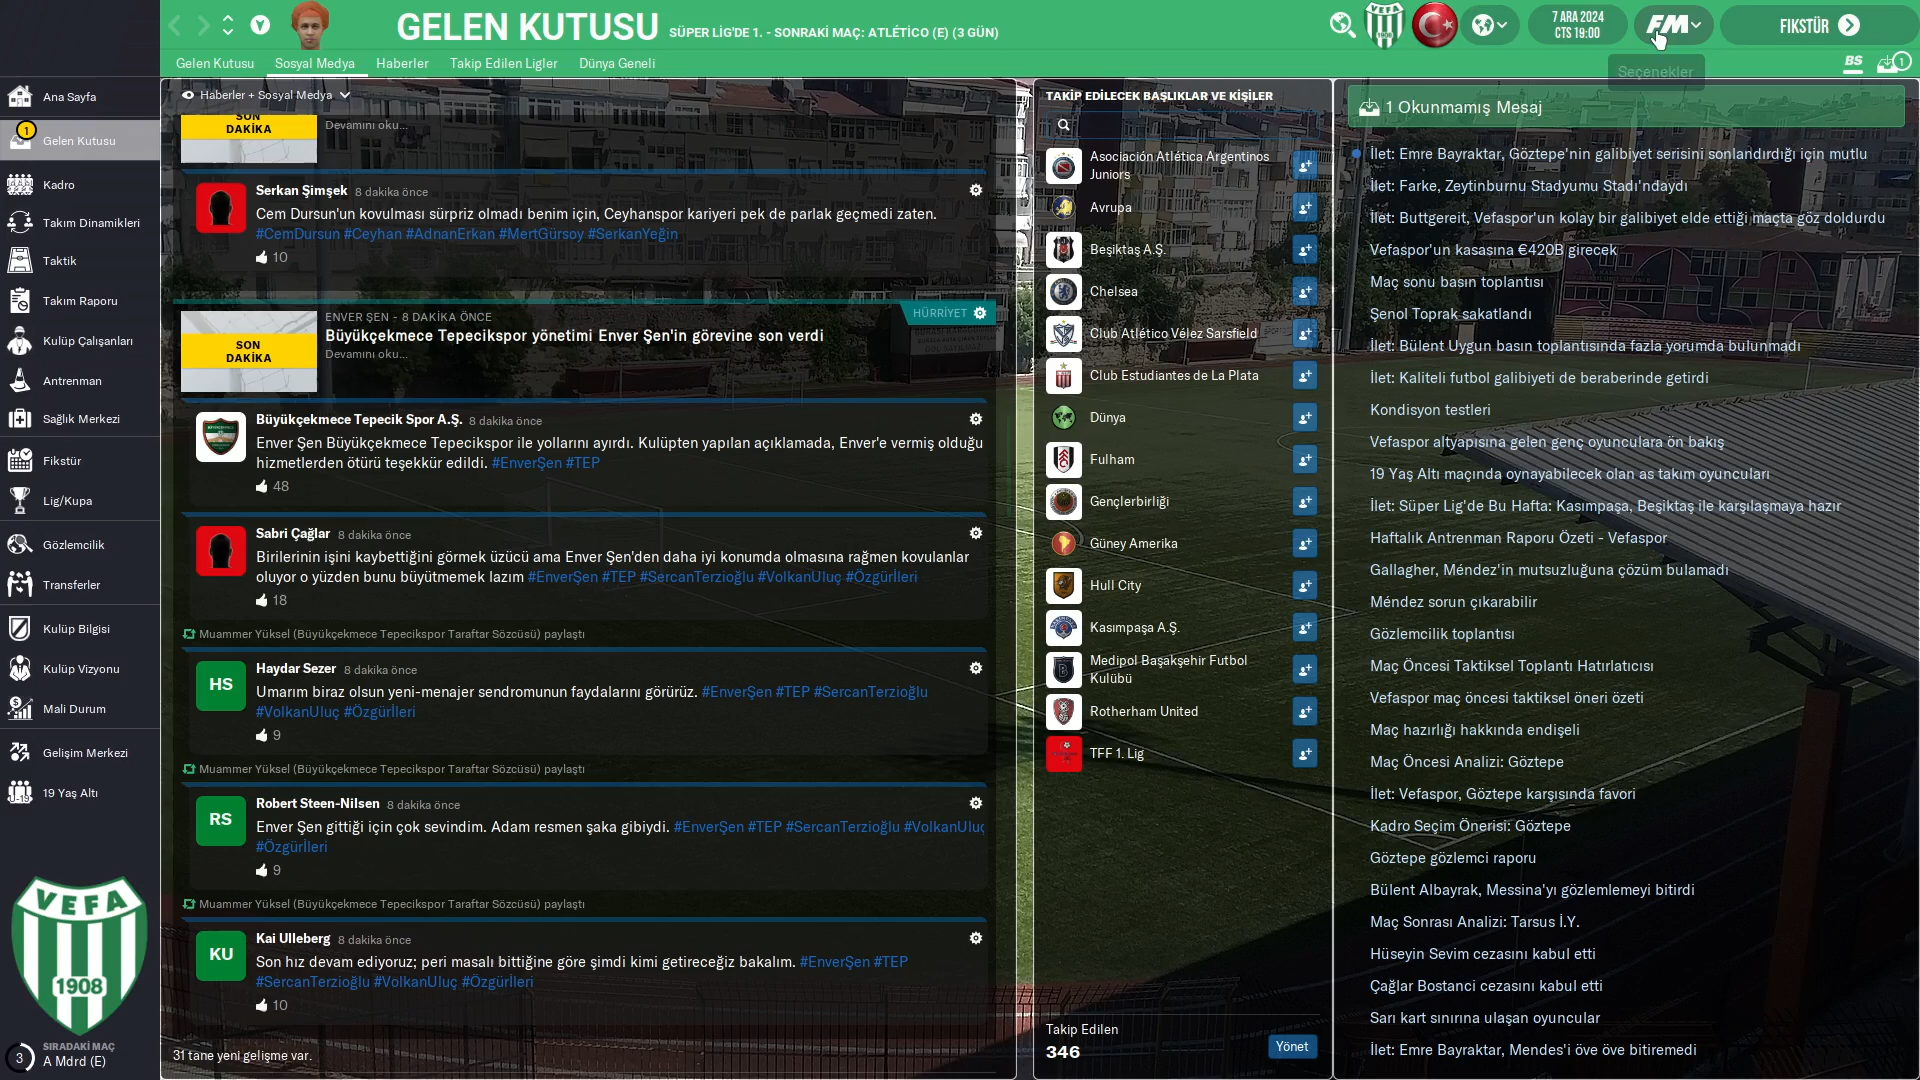 GELEN KUTUSU
SÜPER LİG'DE 1. - SONRAKİ MAÇ: ATLÉTİCO (E) (3 GÜN)
VEFA
1908
7 ARA 2024
CTS 19:00
FM
FIKSTÜR
Gelen Kutusu
Sosyal Medya
Haberler
Takip Edilen Ligler
Dünya Geneli
Seçenekler
BS
1
Ana Sayfa
1
Gelen Kutusu
Kadro
Takım Dinamikleri
Taktik
Takım Raporu
Kulüp Çalışanları
Antrenman
Sağlık Merkezi
Fikstür
Lig/Kupa
Gözlemcilik
Transferler
Kulüp Bilgisi
Kulüp Vizyonu
Mali Durum
Gelişim Merkezi
19 Yaş Altı
VEFA
1908
3
SIRADAKİ MAÇ
A Mdrd (E)
Haberler + Sosyal Medya
SON
DAKİKA
Devamını oku...
Serkan Şimşek 8 dakika önce
Cem Dursun'un kovulması sürpriz olmadı benim için, Ceyhanspor kariyeri pek de parlak geçmedi zaten.
#CemDursun #Ceyhan #AdnanErkan #MertGürsoy #SerkanYeğin
10
ENVER ŞEN - 8 DAKİKA ÖNCE
HÜRRİYET
Büyükçekmece Tepecikspor yönetimi Enver Şen'in görevine son verdi
SON
DAKİKA
Devamını oku...
Büyükçekmece Tepecik Spor A.Ş. 8 dakika önce
Enver Şen Büyükçekmece Tepecikspor ile yollarını ayırdı. Kulüpten yapılan açıklamada, Enver'e vermiş olduğu
hizmetlerden ötürü teşekkür edildi. #EnverŞen #TEP
48
Sabri Çağlar 8 dakika önce
Birilerinin işini kaybettiğini görmek üzücü ama Enver Şen'den daha iyi konumda olmasına rağmen kovulanlar
oluyor o yüzden bunu büyütmemek lazım #EnverŞen #TEP #SercanTerzioğlu #VolkanUluç #Özgürİleri
18
Muammer Yüksel (Büyükçekmece Tepecikspor Taraftar Sözcüsü) paylaştı
HS
Haydar Sezer 8 dakika önce
Umarım biraz olsun yeni-menajer sendromunun faydalarını görürüz. #EnverŞen #TEP #SercanTerzioğlu
#VolkanUluç #Özgürİleri
9
Muammer Yüksel (Büyükçekmece Tepecikspor Taraftar Sözcüsü) paylaştı
RS
Robert Steen-Nilsen 8 dakika önce
Enver Şen gittiği için çok sevindim. Adam resmen şaka gibiydi. #EnverŞen #TEP #SercanTerzioğlu #VolkanUluç
#Özgürİleri
9
Muammer Yüksel (Büyükçekmece Tepecikspor Taraftar Sözcüsü) paylaştı
KU
Kai Ulleberg 8 dakika önce
Son hız devam ediyoruz; peri masalı bittiğine göre şimdi kimi getireceğiz bakalım. #EnverŞen #TEP
#SercanTerzioğlu #VolkanUluç #Özgürİleri
10
31 tane yeni gelişme var.
TAKİP EDİLECEK BAŞLIKLAR VE KİŞİLER
Asociación Atlética Argentinos
Juniors
Avrupa
Beşiktaş A.Ş.
Chelsea
Club Atlético Vélez Sarsfield
Club Estudiantes de La Plata
Dünya
Fulham
Gençlerbirliği
Güney Amerika
Hull City
Kasımpaşa A.Ş.
Medipol Başakşehir Futbol
Kulübü
Rotherham United
TFF 1. Lig
Takip Edilen
346
Yönet
1 Okunmamış Mesaj
İlet: Emre Bayraktar, Göztepe'nin galibiyet serisini sonlandırdığı için mutlu
İlet: Farke, Zeytinburnu Stadyumu Stadı'ndaydı
İlet: Buttgereit, Vefaspor'un kolay bir galibiyet elde ettiği maçta göz doldurdu
Vefaspor'un kasasına €420B girecek
Maç sonu basın toplantısı
Şenol Toprak sakatlandı
İlet: Bülent Uygun basın toplantısında fazla yorumda bulunmadı
İlet: Kaliteli futbol galibiyeti de beraberinde getirdi
Kondisyon testleri
Vefaspor altyapısına gelen genç oyunculara ön bakış
19 Yaş Altı maçında oynayabilecek olan as takım oyuncuları
İlet: Süper Lig'de Bu Hafta: Kasımpaşa, Beşiktaş ile karşılaşmaya hazır
Haftalık Antrenman Raporu Özeti - Vefaspor
Gallagher, Méndez'in mutsuzluğuna çözüm bulamadı
Méndez sorun çıkarabilir
Gözlemcilik toplantısı
Maç Öncesi Taktiksel Toplantı Hatırlatıcısı
Vefaspor maç öncesi taktiksel öneri özeti
Maç hazırlığı hakkında endişeli
Maç Öncesi Analizi: Göztepe
İlet: Vefaspor, Göztepe karşısında favori
Kadro Seçim Önerisi: Göztepe
Göztepe gözlemci raporu
Bülent Albayrak, Messina'yı gözlemlemeyi bitirdi
Maç Sonrası Analizi: Tarsus İ.Y.
Hüseyin Sevim cezasını kabul etti
Çağlar Bostanci cezasını kabul etti
Sarı kart sınırına ulaşan oyuncular
İlet: Emre Bayraktar, Mendes'i öve öve bitiremedi